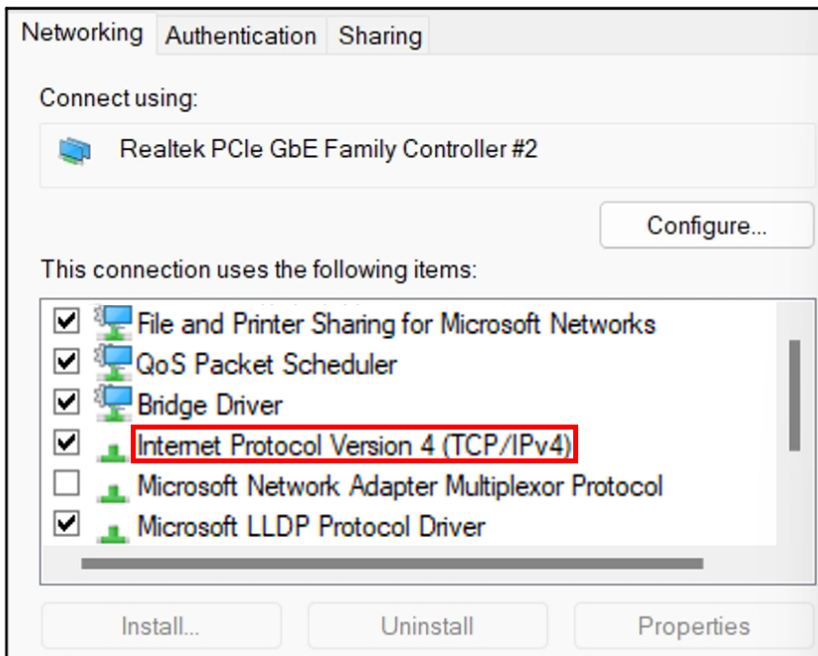 Networking Authentication Sharing
Connect using:
Realtek PCIe GbE Family Controller #2
Configure...
This connection uses the following items:
File and Printer Sharing for Microsoft Networks
QoS Packet Scheduler
Bridge Driver
Internet Protocol Version 4 (TCP/IPv4)
Microsoft Network Adapter Multiplexor Protocol
Microsoft LLDP Protocol Driver
Install... Uninstall Properties